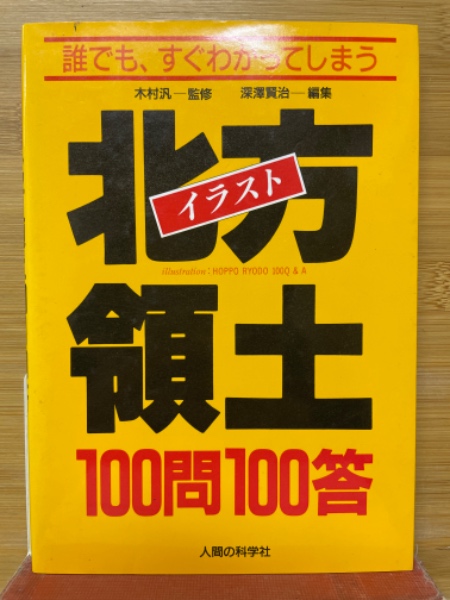 誰でも、すぐわかってしまう
木村汎―監修　深澤賢治―編集
北方
イラスト
illustration : HOPPO RYODO 100Q & A
領土
100問100答
人間の科学社